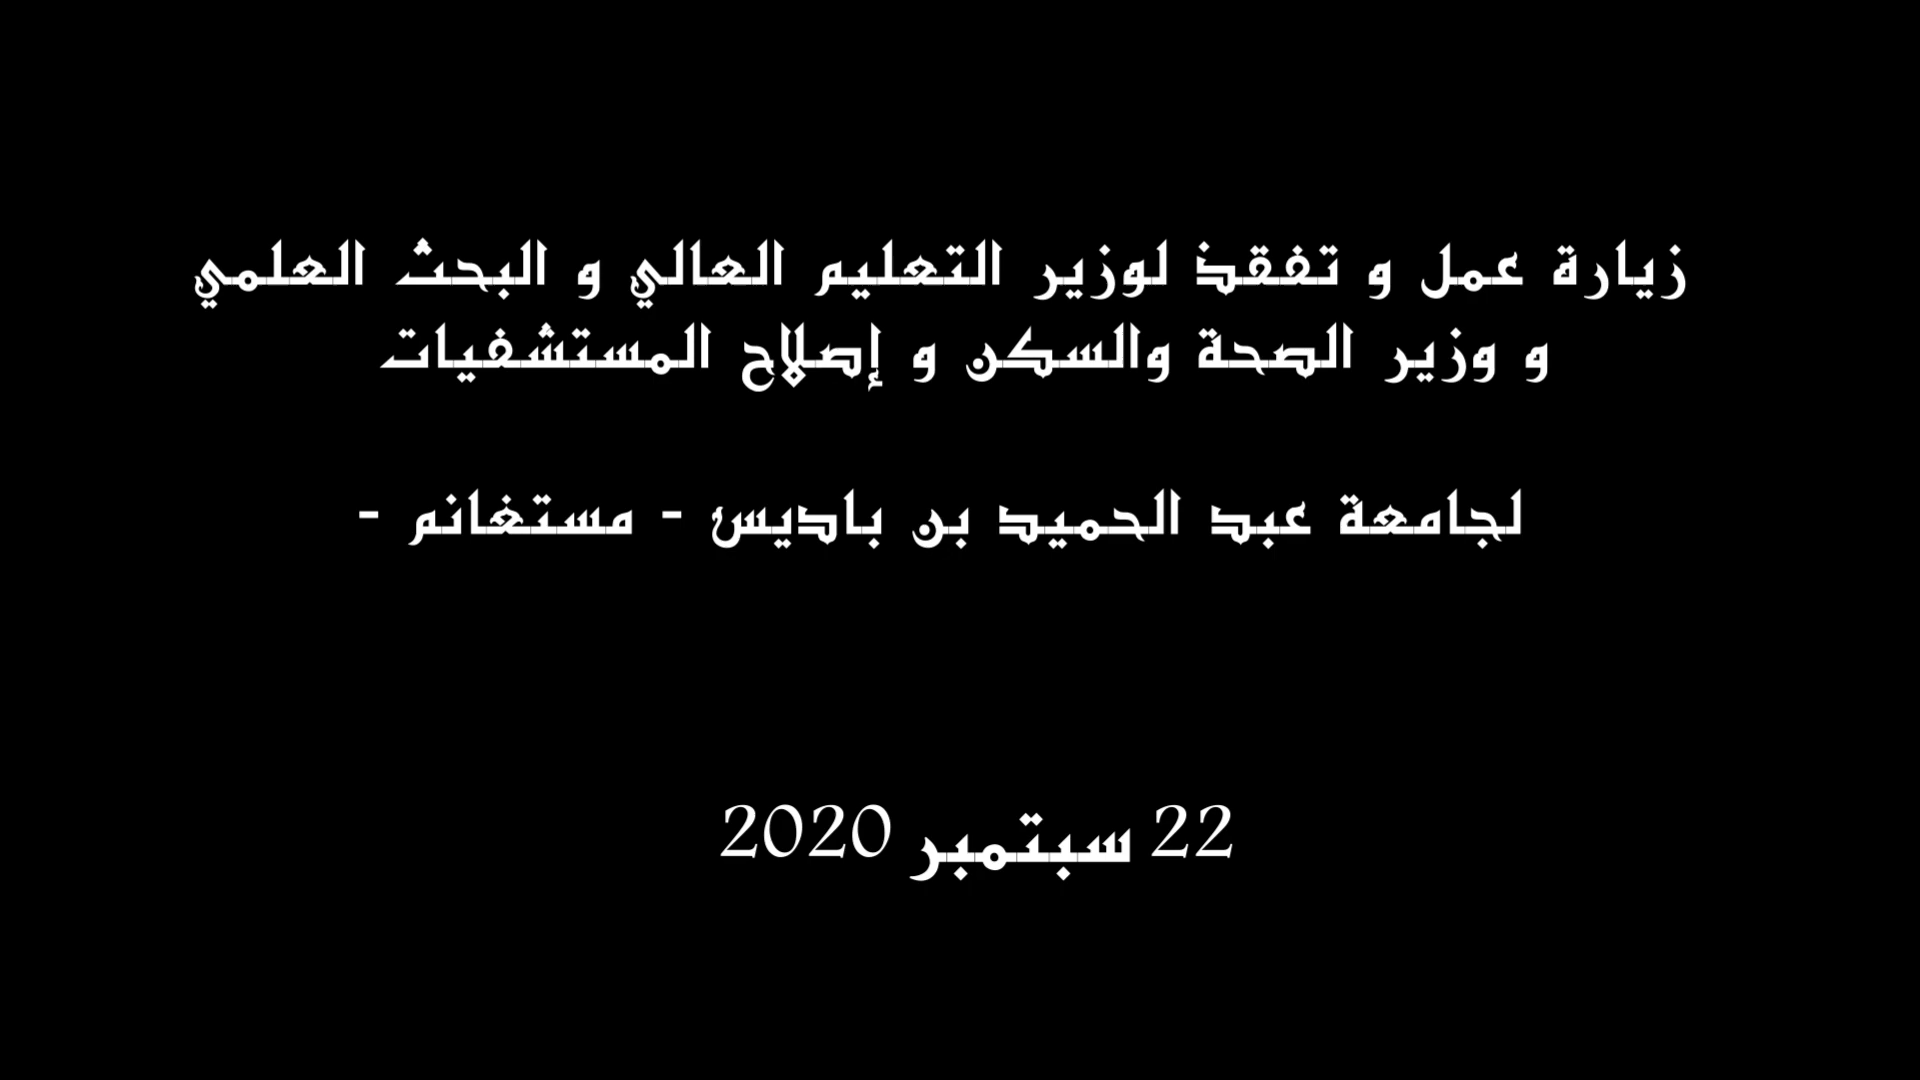 زيارة عمل و تفقذ لوزير التعليم العالي و البحث العلمي
و وزير الصحة والسكن و إصلاح المستشفيات
لجامعة عبد الحميد بن باديس - مستغانم -
22 سبتمبر 2020